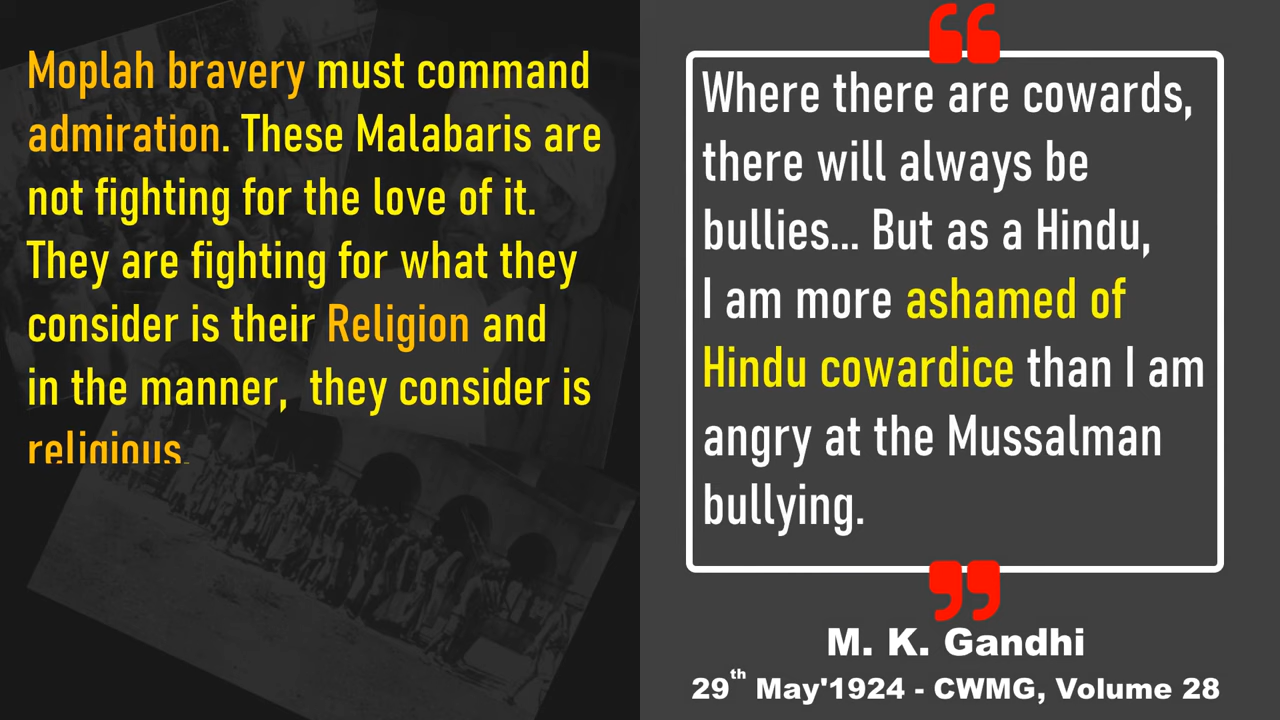 Moplah bravery must command
admiration. These Malabaris are
not fighting for the love of it.
They are fighting for what they
consider is their Religion and
in the manner, they consider is
religious.
“
Where there are cowards,
there will always be
bullies... But as a Hindu,
I am more ashamed of
Hindu cowardice than I am
angry at the Mussalman
bullying.
”
M. K. Gandhi
29th May'1924 - CWMG, Volume 28